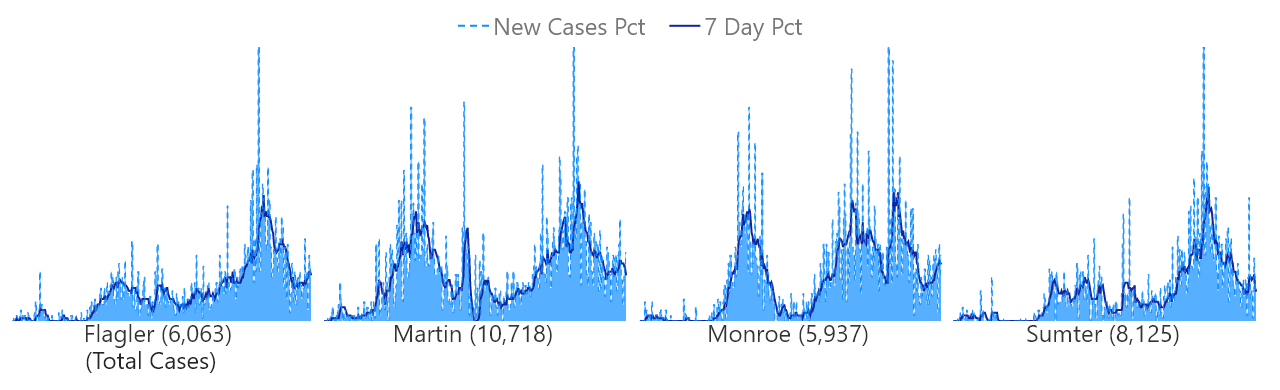 New Cases Pct 7 Day Pct
Flagler (6,063) Martin (10,718) Monroe (5,937) Sumter (8,125)
(Total Cases)